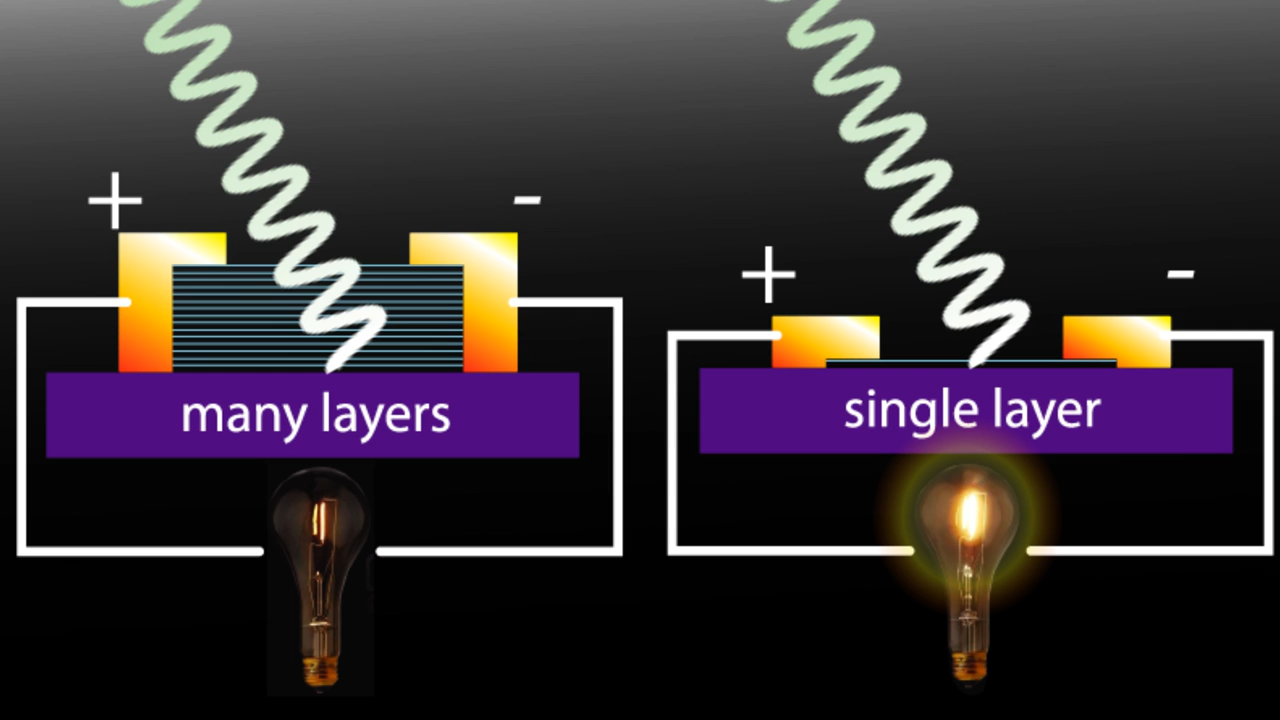 + -
+ -
many layers
single layer